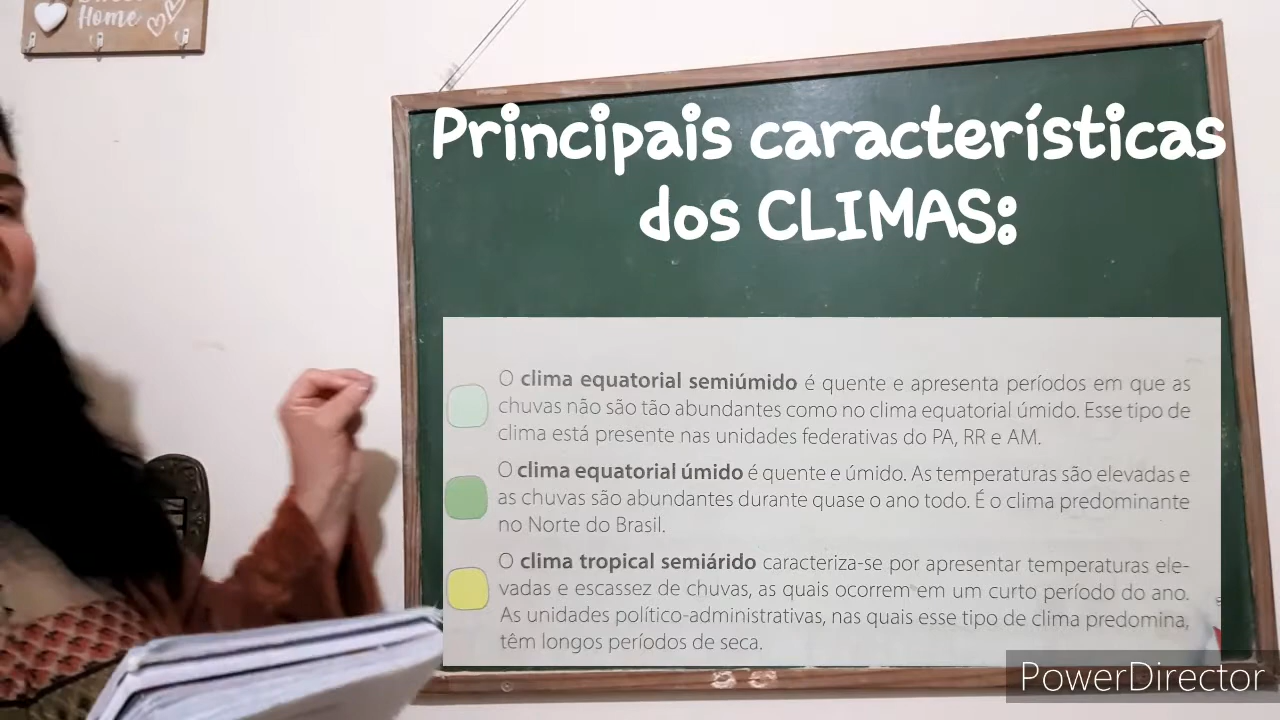 Home
Principais características
dos CLIMAS:
O clima equatorial semiúmido é quente e apresenta períodos em que as
chuvas não são tão abundantes como no clima equatorial úmido. Esse tipo de
clima está presente nas unidades federativas do PA, RR e AM.
O clima equatorial úmido é quente e úmido. As temperaturas são elevadas e
as chuvas são abundantes durante quase o ano todo. É o clima predominante
no Norte do Brasil.
O clima tropical semiárido caracteriza-se por apresentar temperaturas ele-
vadas e escassez de chuvas, as quais ocorrem em um curto período do ano.
As unidades político-administrativas, nas quais esse tipo de clima predomina,
têm longos períodos de seca.
PowerDirector